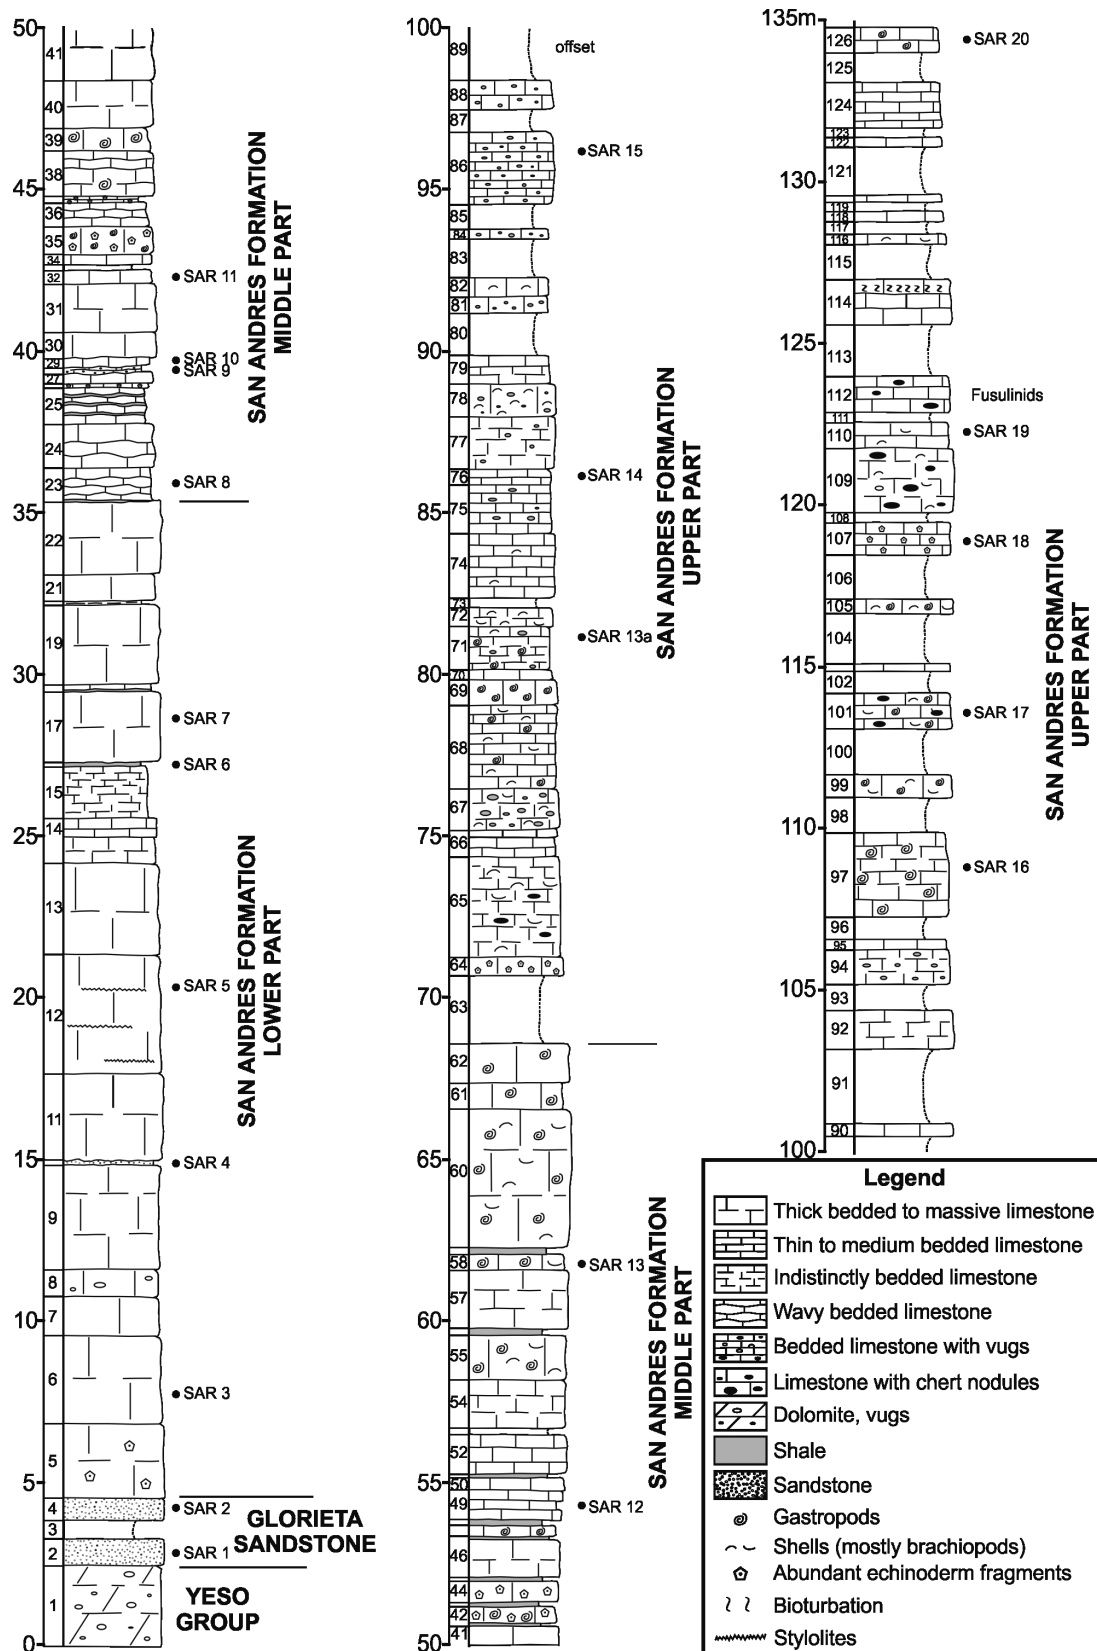 50
41
40
39
38
36
45
35
34
32
SAR 11
31
30
40
SAR 10
29
SAR 9
27
25
24
23
SAR 8
35
22
21
19
30
17
SAR 7
SAR 6
15
25
14
13
SAR 5
20
12
11
15
SAR 4
9
8
10
7
6
SAR 3
5
5
4
SAR 2
3
2
SAR 1
1
0
SAN ANDRES FORMATION
MIDDLE PART
SAN ANDRES FORMATION
LOWER PART
GLORIETA
SANDSTONE
YESO
GROUP
100
89
offset
88
87
SAR 15
86
95
85
84
83
82
81
80
90
79
78
77
76
SAR 14
75
85
74
73
72
SAR 13a
71
80
70
69
68
67
75
66
65
64
70
63
62
61
65
60
58
SAR 13
57
60
55
54
52
55
50
49
SAR 12
46
44
42
41
50
SAN ANDRES FORMATION
UPPER PART
SAN ANDRES FORMATION
MIDDLE PART
135m
126
SAR 20
125
124
123
122
130
121
119
118
117
116
115
114
125
113
112
Fusulinids
111
110
SAR 19
109
120
108
107
SAR 18
106
105
104
115
102
101
SAR 17
100
99
98
110
97
SAR 16
96
95
94
105
93
92
91
90
100
SAN ANDRES FORMATION
UPPER PART
Legend
Thick bedded to massive limestone
Thin to medium bedded limestone
Indistinctly bedded limestone
Wavy bedded limestone
Bedded limestone with vugs
Limestone with chert nodules
Dolomite, vugs
Shale
Sandstone
Gastropods
Shells (mostly brachiopods)
Abundant echinoderm fragments
Bioturbation
Stylolites